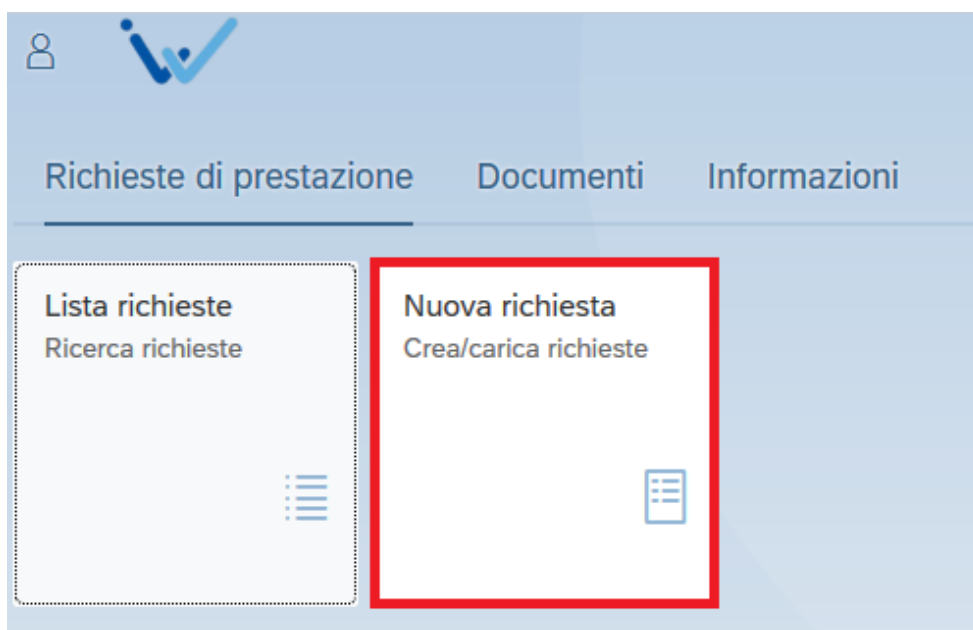 Richieste di prestazione Documenti Informazioni
Lista richieste
Ricerca richieste
Nuova richiesta
Crea/carica richieste